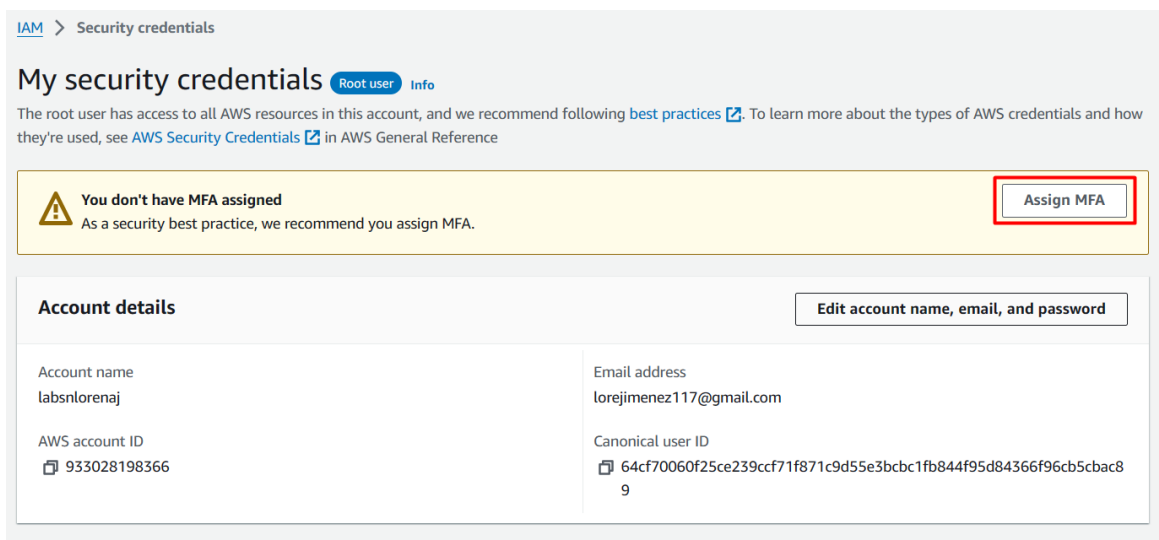 IAM > Security credentials
My security credentials Root user Info
The root user has access to all AWS resources in this account, and we recommend following best practices. To learn more about the types of AWS credentials and how
they're used, see AWS Security Credentials in AWS General Reference
You don't have MFA assigned
Assign MFA
As a security best practice, we recommend you assign MFA.
Account details
Edit account name, email, and password
Account name
labsnlorenaj
Email address
lorejimenez117@gmail.com
AWS account ID
933028198366
Canonical user ID
64cf70060f25ce239ccf71f871c9d55e3bcbc1fb844f95d84366f96cb5cbac8
9